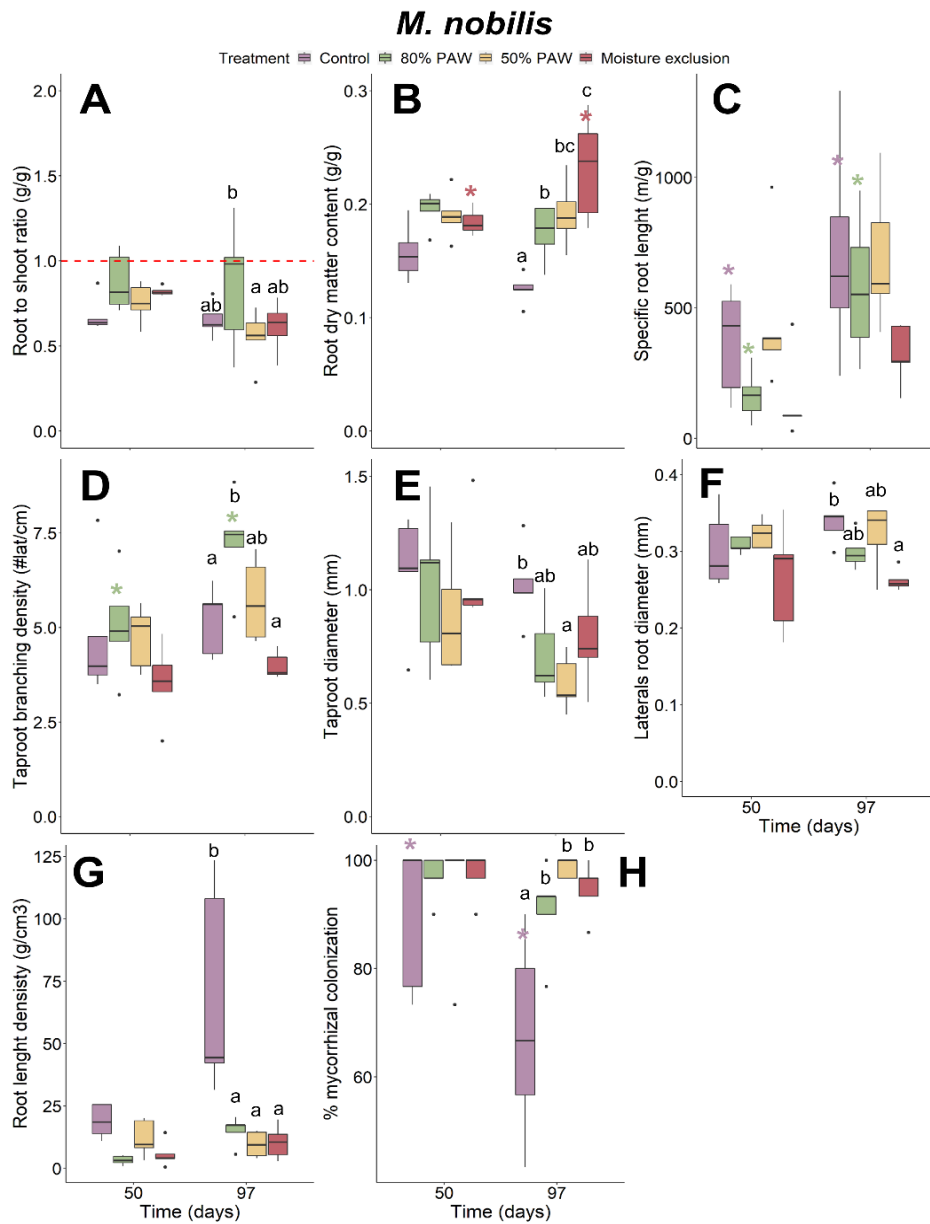 M. nobilis
Treatment Control 80% PAW 50% PAW Moisture exclusion
A
Root to shoot ratio (g/g)
2.0
1.5
1.0
0.5
0.0
ab
b
a
ab
B
Root dry matter content (g/g)
0.3
0.2
0.1
0.0
*
a
b
bc
c
*
C
Specific root lenght (m/g)
1000
500
0
*
*
*
*
D
Taproot branching density (#lat/cm)
7.5
5.0
2.5
0.0
*
a
b
*
ab
a
E
Taproot diameter (mm)
1.5
1.0
0.5
0.0
b
ab
a
ab
F
Laterals root diameter (mm)
0.4
0.3
0.2
0.1
0.0
b
ab
ab
a
50
97
Time (days)
G
Root lenght densisty (g/cm3)
125
100
75
50
25
0
b
a
a
a
50
97
Time (days)
H
% mycorrhizal colonization
100
80
60
*
a
*
b
b
b
50
97
Time (days)